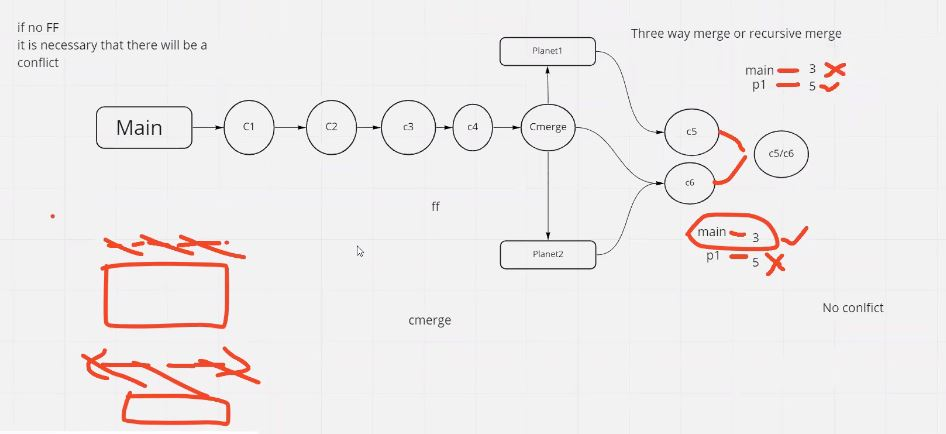 if no FF
it is necessary that there will be a
conflict
Three way merge or recursive merge
Planet1
main 3
p1 5
Main
C1
C2
c3
c4
Cmerge
c5
c5/c6
c6
ff
main 3
p1 5
Planet2
No conlfict
cmerge